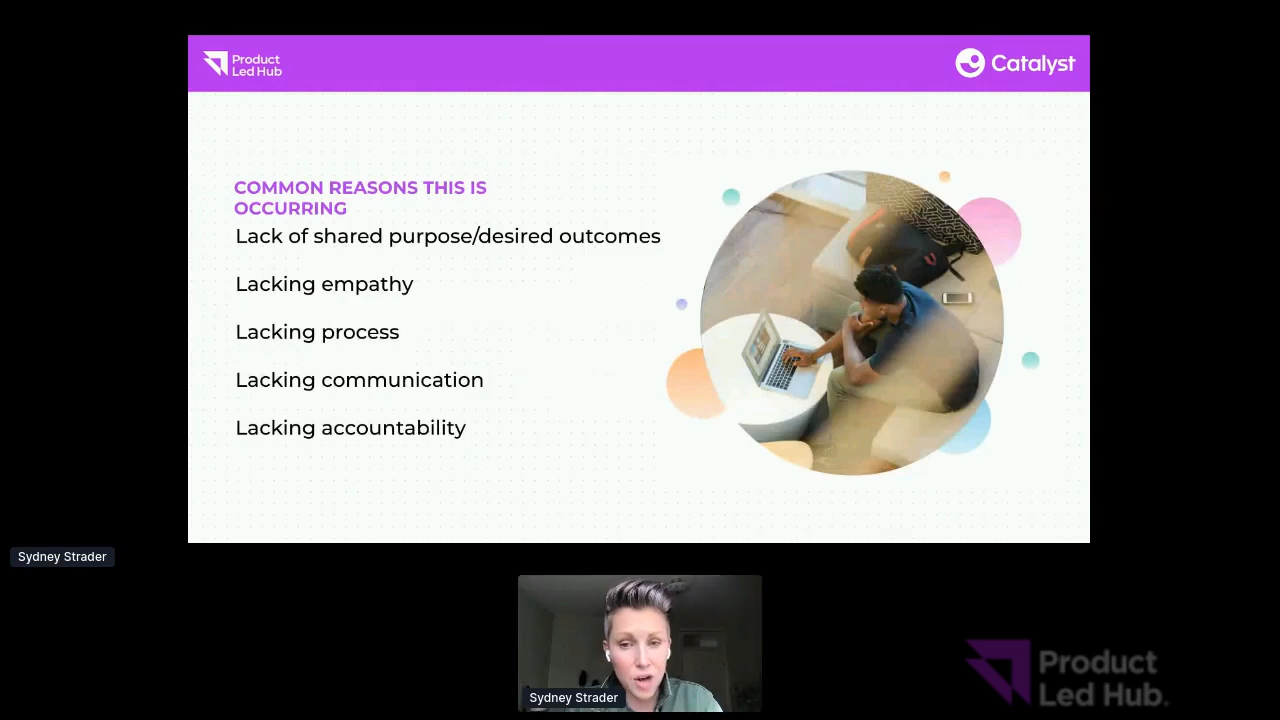 Product
Led Hub
Catalyst
COMMON REASONS THIS IS
OCCURRING
Lack of shared purpose/desired outcomes
Lacking empathy
Lacking process
Lacking communication
Lacking accountability
Sydney Strader
Sydney Strader
Product
Led Hub.